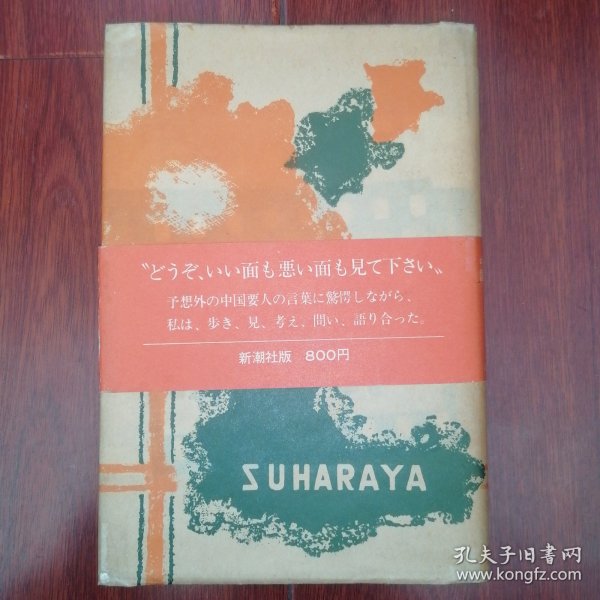 〝どうぞ、いい面も悪い面も見て下さい〟
予想外の中国要人の言葉に驚愕しながら、
私は、歩き、見、考え、問い、語り合った。
新潮社版 800円
SUHARAYA
孔夫子旧书网
www.kongfz.com